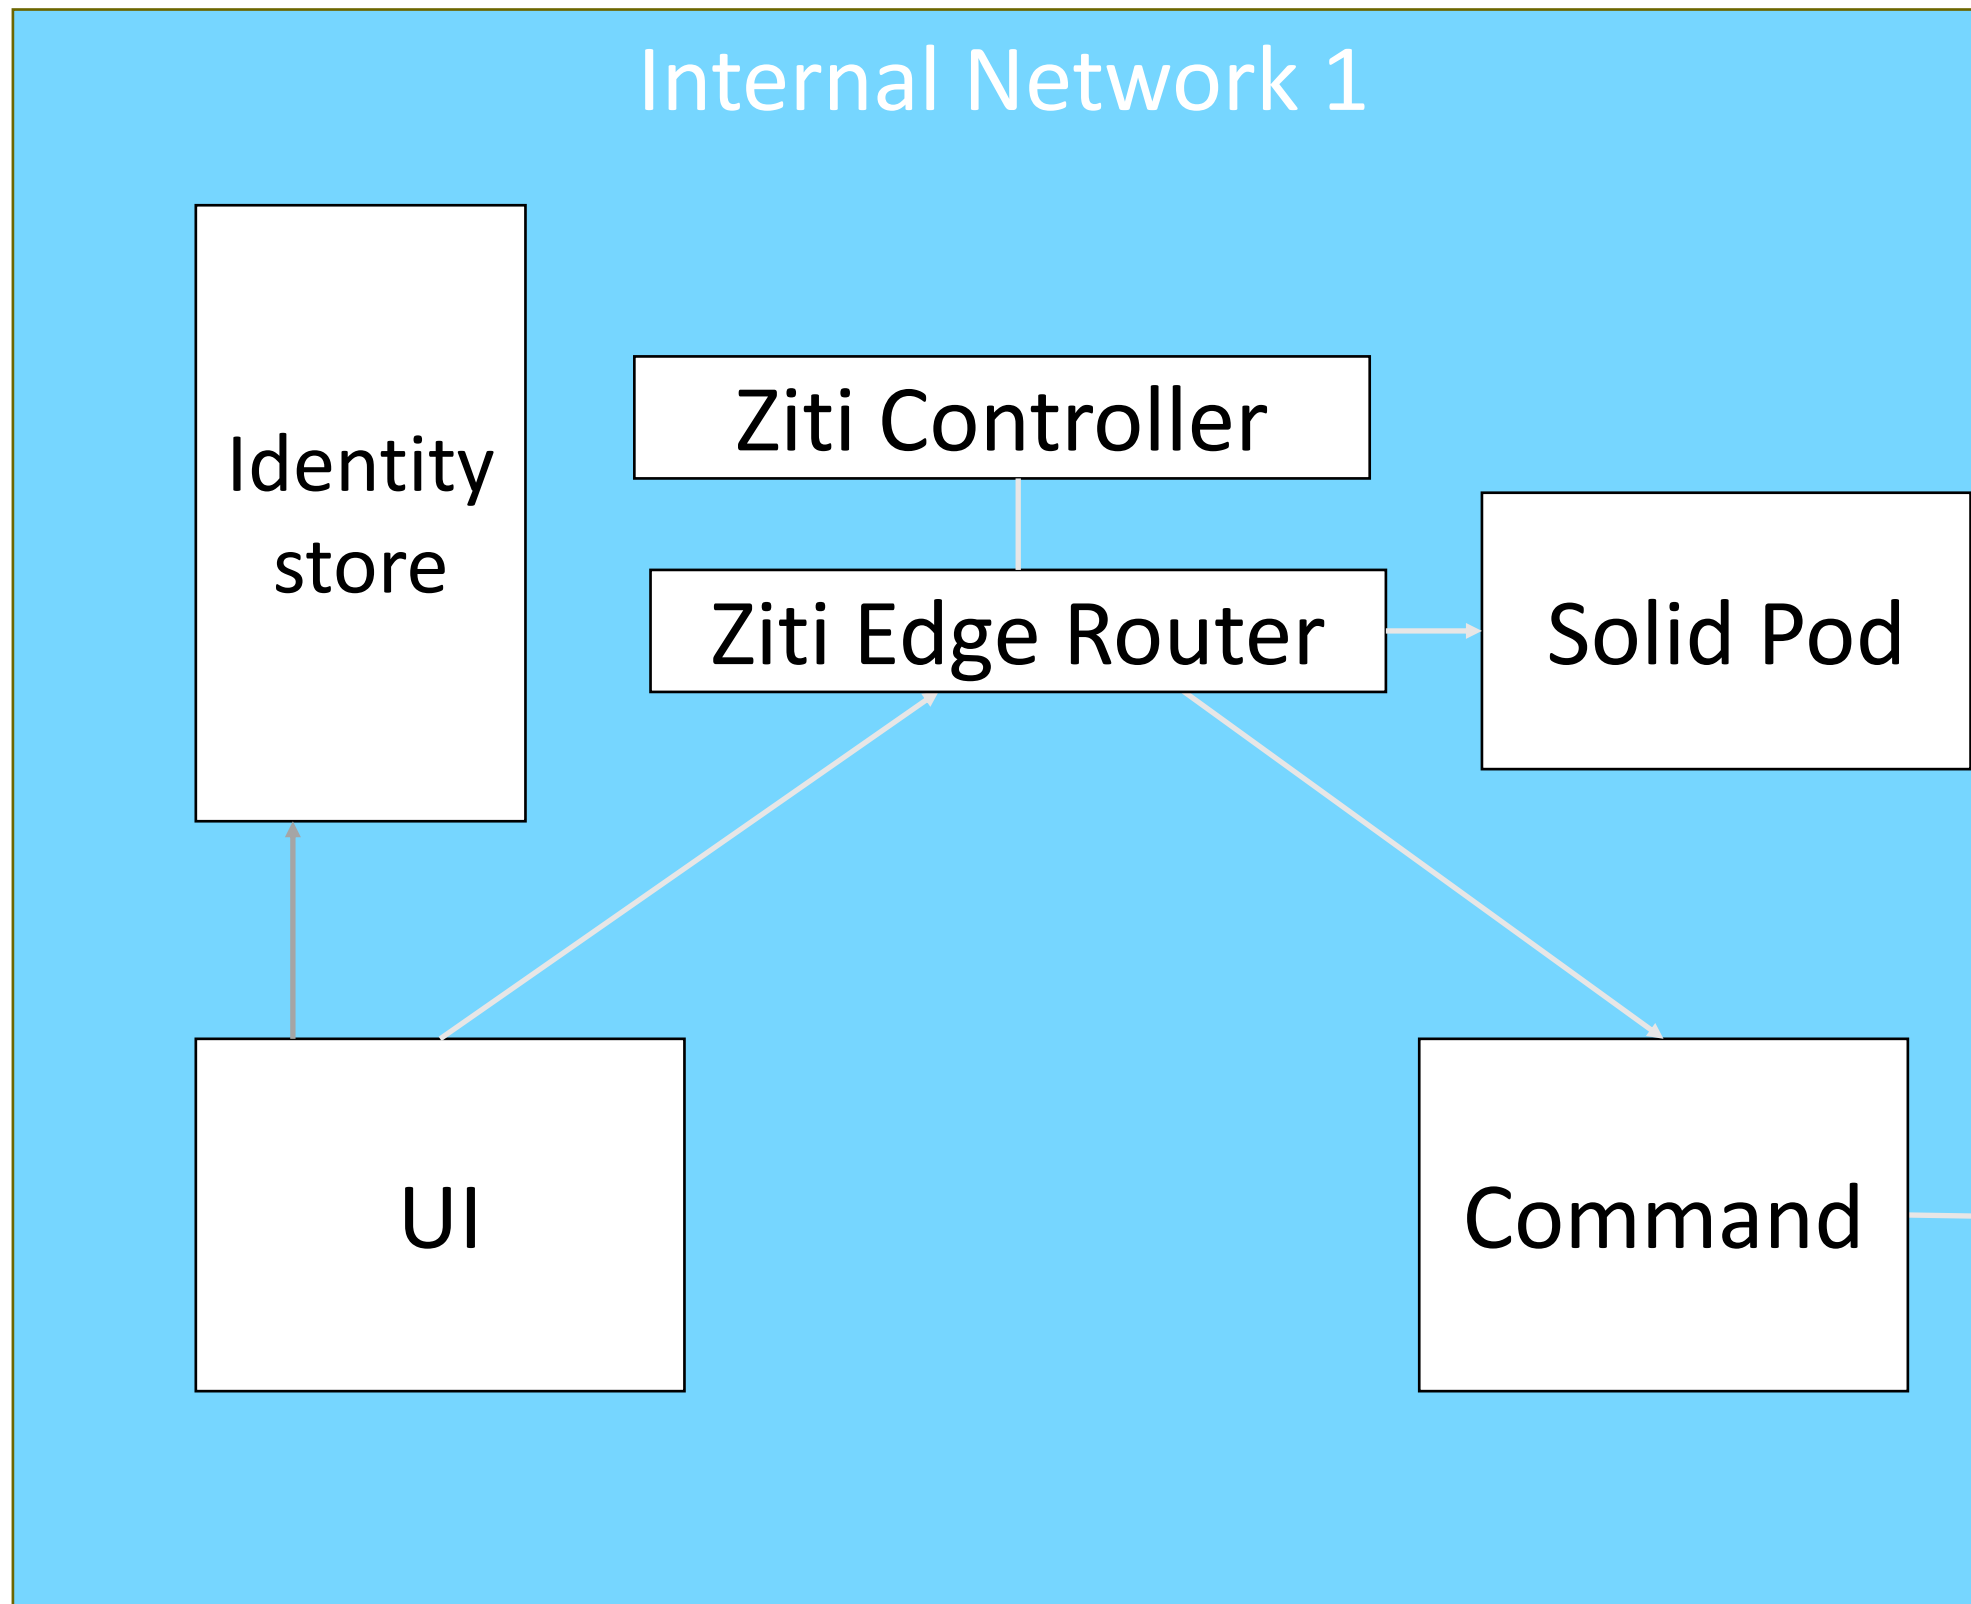 Internal Network 1
Identity
store
Ziti Controller
Ziti Edge Router
Solid Pod
UI
Command